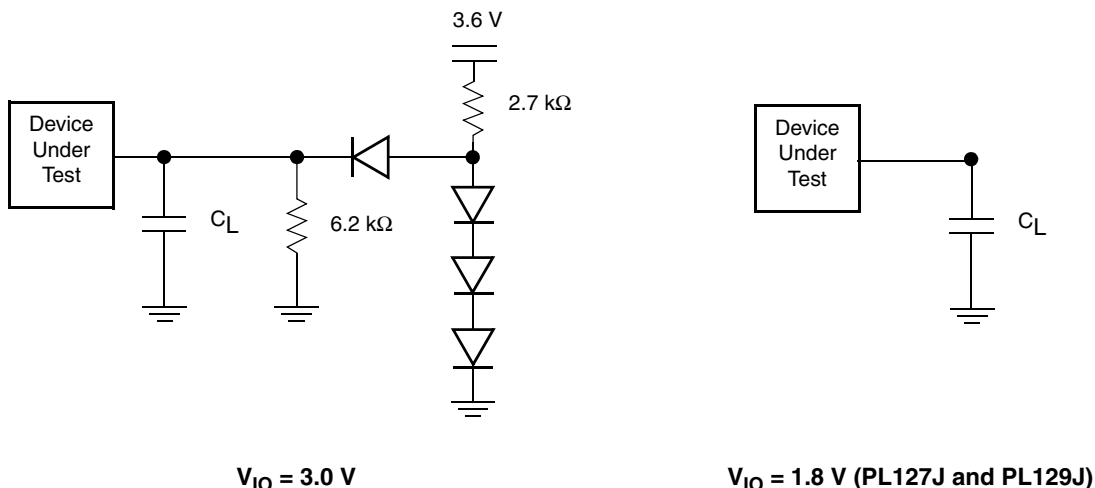 3.6 V
2.7 kΩ
Device
Under
Test
C_L
6.2 kΩ
V_IO = 3.0 V
Device
Under
Test
C_L
V_IO = 1.8 V (PL127J and PL129J)